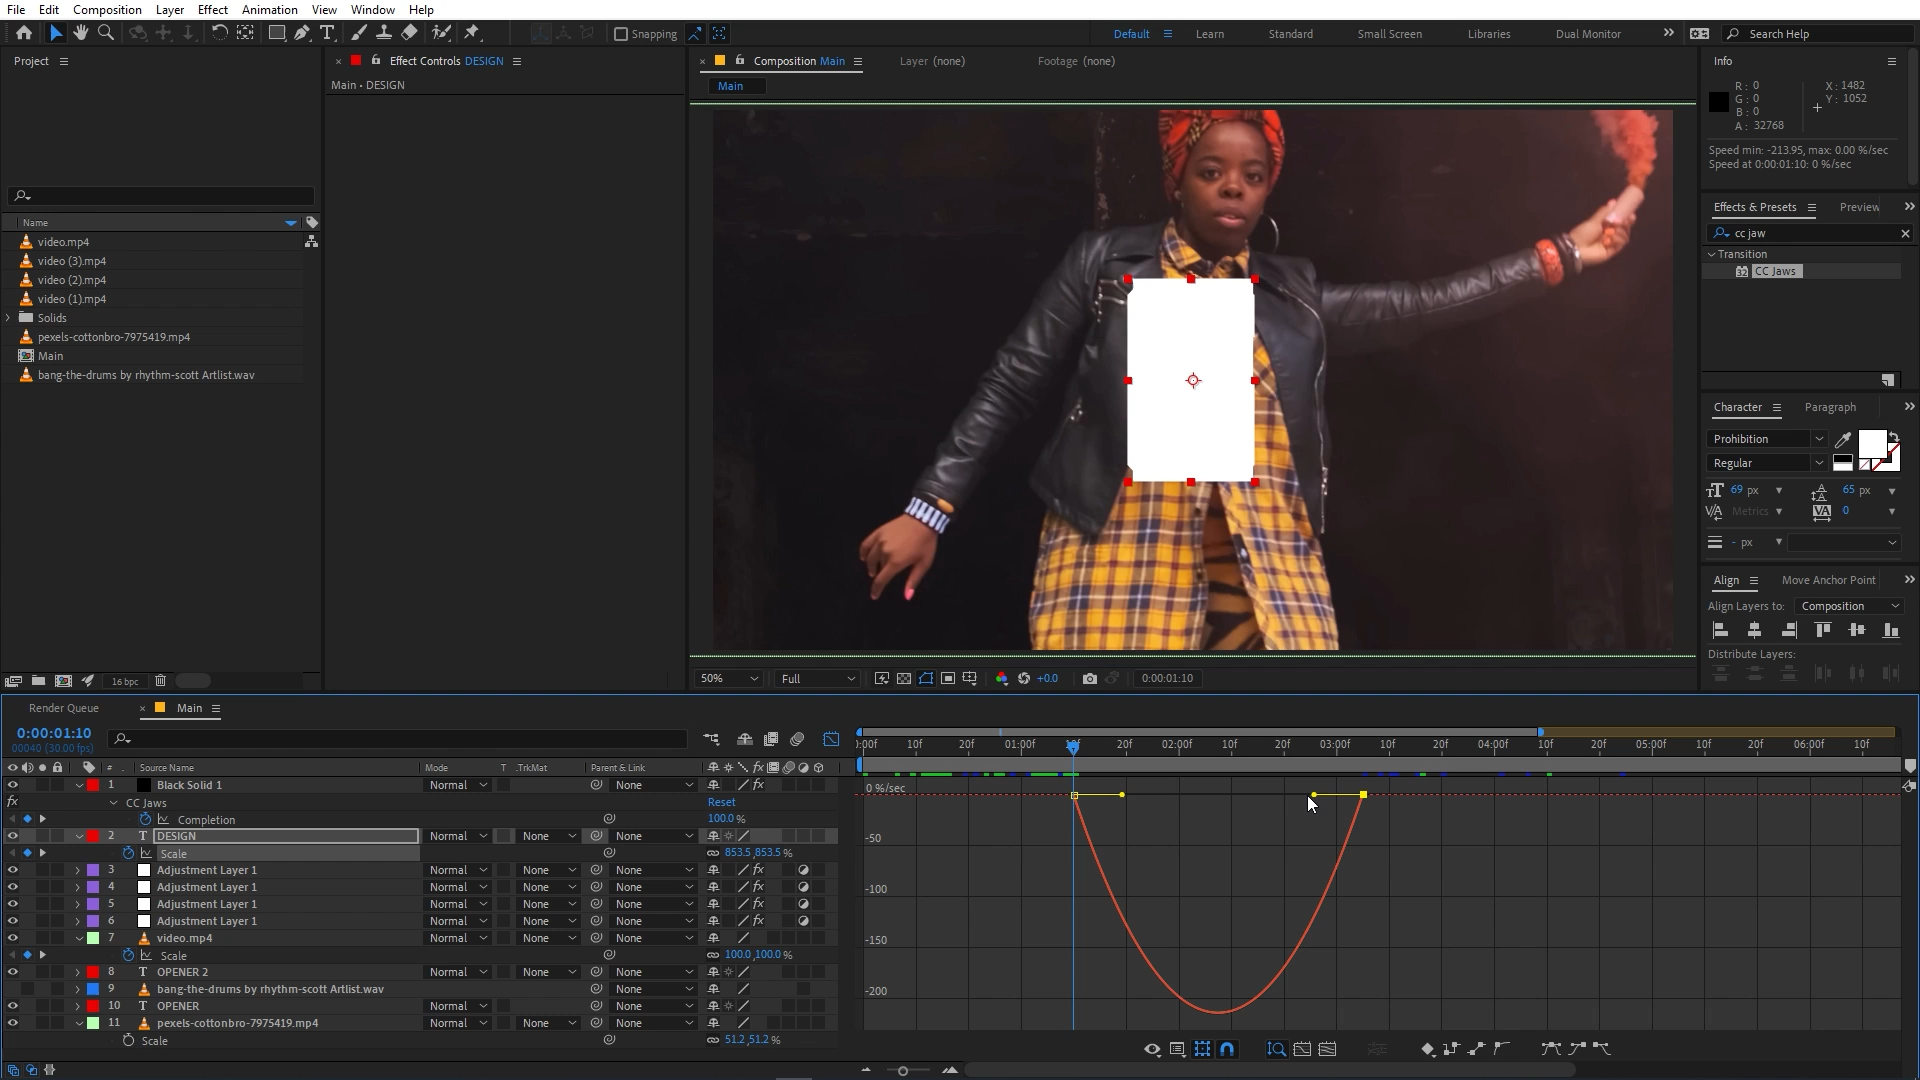 File Edit Composition Layer Effect Animation View Window Help
Snapping
Default Learn Standard Small Screen Libraries Dual Monitor Search Help
Project
Effect Controls DESIGN
Main • DESIGN
Composition Main
Layer (none)
Footage (none)
Main
Info
R: 0
G: 0
B: 0
A: 32768
X: 1482
Y: 1052
Speed min: -213.95, max: 0.00 %/sec
Speed at 0:00:01:10: 0 %/sec
Effects & Presets
Preview
cc jaw
Transition
CC Jaws
Name
video.mp4
video (3).mp4
video (2).mp4
video (1).mp4
Solids
pexels-cottonbro-7975419.mp4
Main
bang-the-drums by rhythm-scott Artlist.wav
16 bpc
Character
Paragraph
Prohibition
Regular
69 px
65 px
Metrics
0
- px
Align
Move Anchor Point
Align Layers to: Composition
Distribute Layers:
50%
Full
+0.0
0:00:01:10
Render Queue
Main
0:00:01:10
00040 (30.00 fps)
# Source Name Mode T .TrkMat Parent & Link
:00f 10f 20f 01:00f 10f 20f 02:00f 10f 20f 03:00f 10f 20f 04:00f 10f 20f 05:00f 10f 20f 06:00f 10f
1 Black Solid 1 Normal None
CC Jaws Reset
Completion 100.0 %
2 T DESIGN Normal None None
Scale 853.5,853.5 %
3 Adjustment Layer 1 Normal None None
4 Adjustment Layer 1 Normal None None
5 Adjustment Layer 1 Normal None None
6 Adjustment Layer 1 Normal None None
7 video.mp4 Normal None None
Scale 100.0,100.0 %
8 T OPENER 2 Normal None None
9 bang-the-drums by rhythm-scott Artlist.wav None
10 T OPENER Normal None None
11 pexels-cottonbro-7975419.mp4 Normal None None
Scale 51.2,51.2 %
0 %/sec
-50
-100
-150
-200